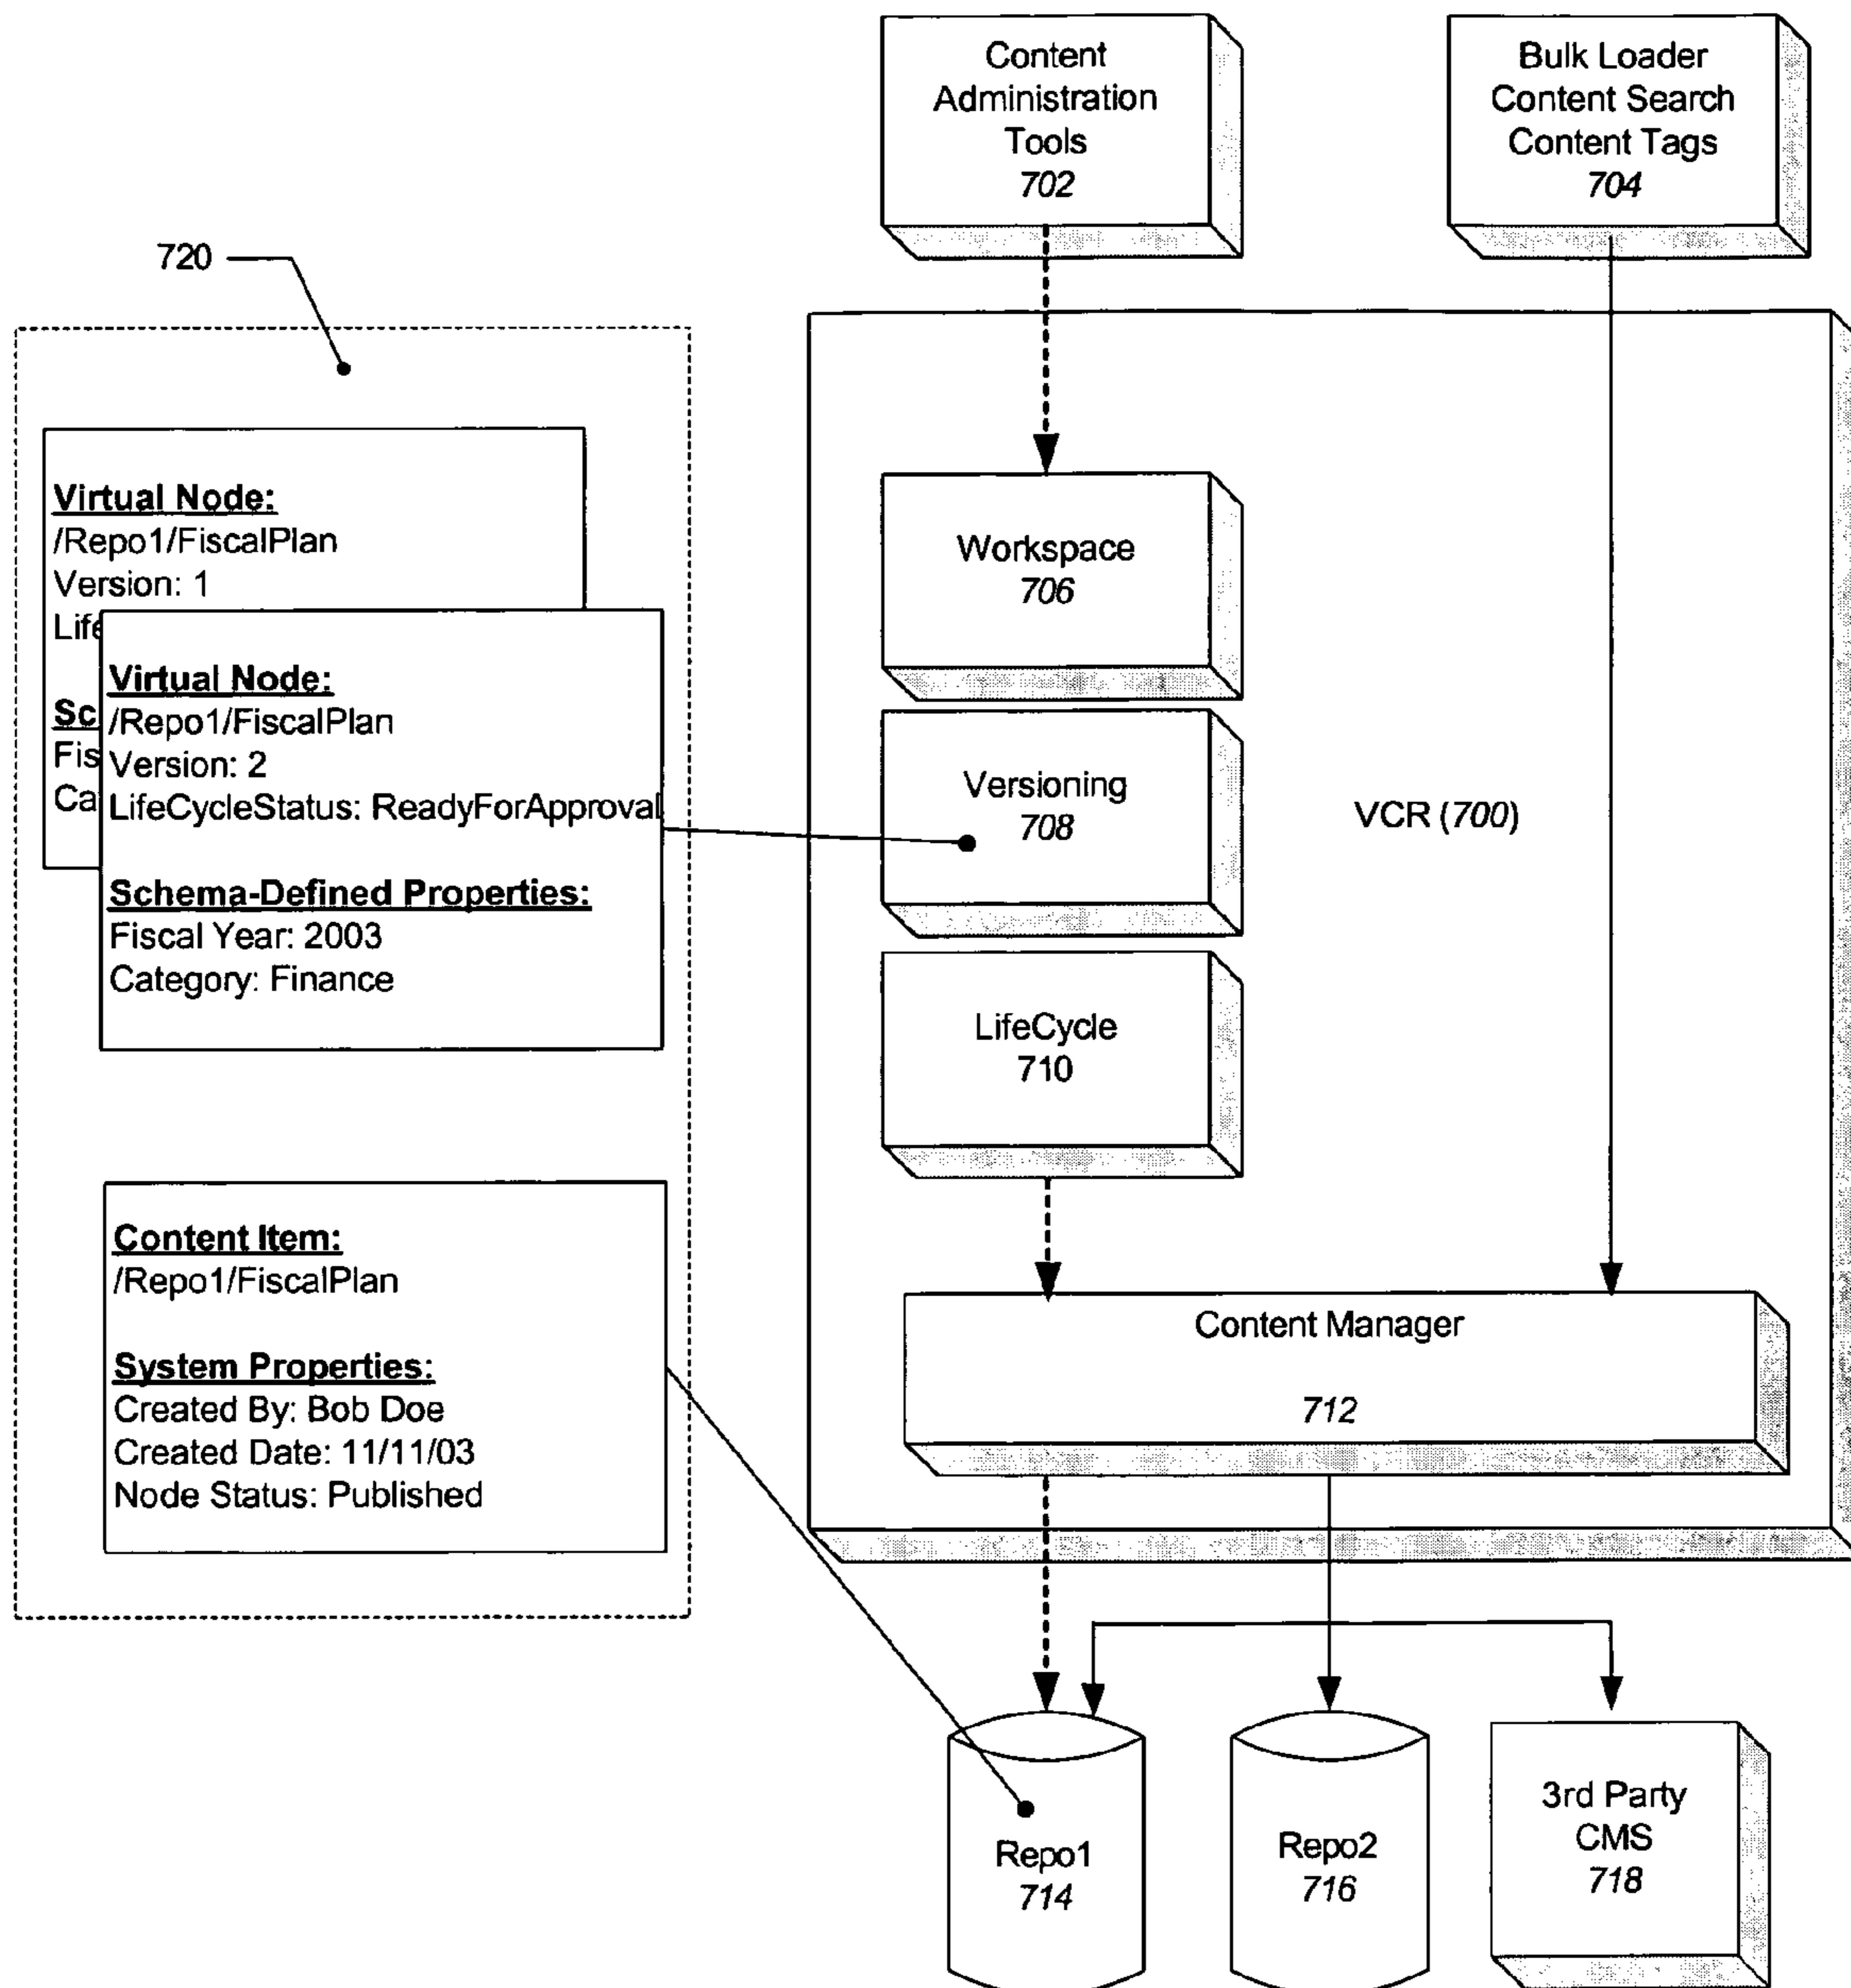 Content
Administration
Tools
702
Bulk Loader
Content Search
Content Tags
704
720
Virtual Node:
/Repo1/FiscalPlan
Version: 1
Life
Sc
Fis
Ca
Virtual Node:
/Repo1/FiscalPlan
Version: 2
LifeCycleStatus: ReadyForApproval
Schema-Defined Properties:
Fiscal Year: 2003
Category: Finance
Content Item:
/Repo1/FiscalPlan
System Properties:
Created By: Bob Doe
Created Date: 11/11/03
Node Status: Published
Workspace
706
Versioning
708
VCR (700)
LifeCycle
710
Content Manager
712
Repo1
714
Repo2
716
3rd Party
CMS
718